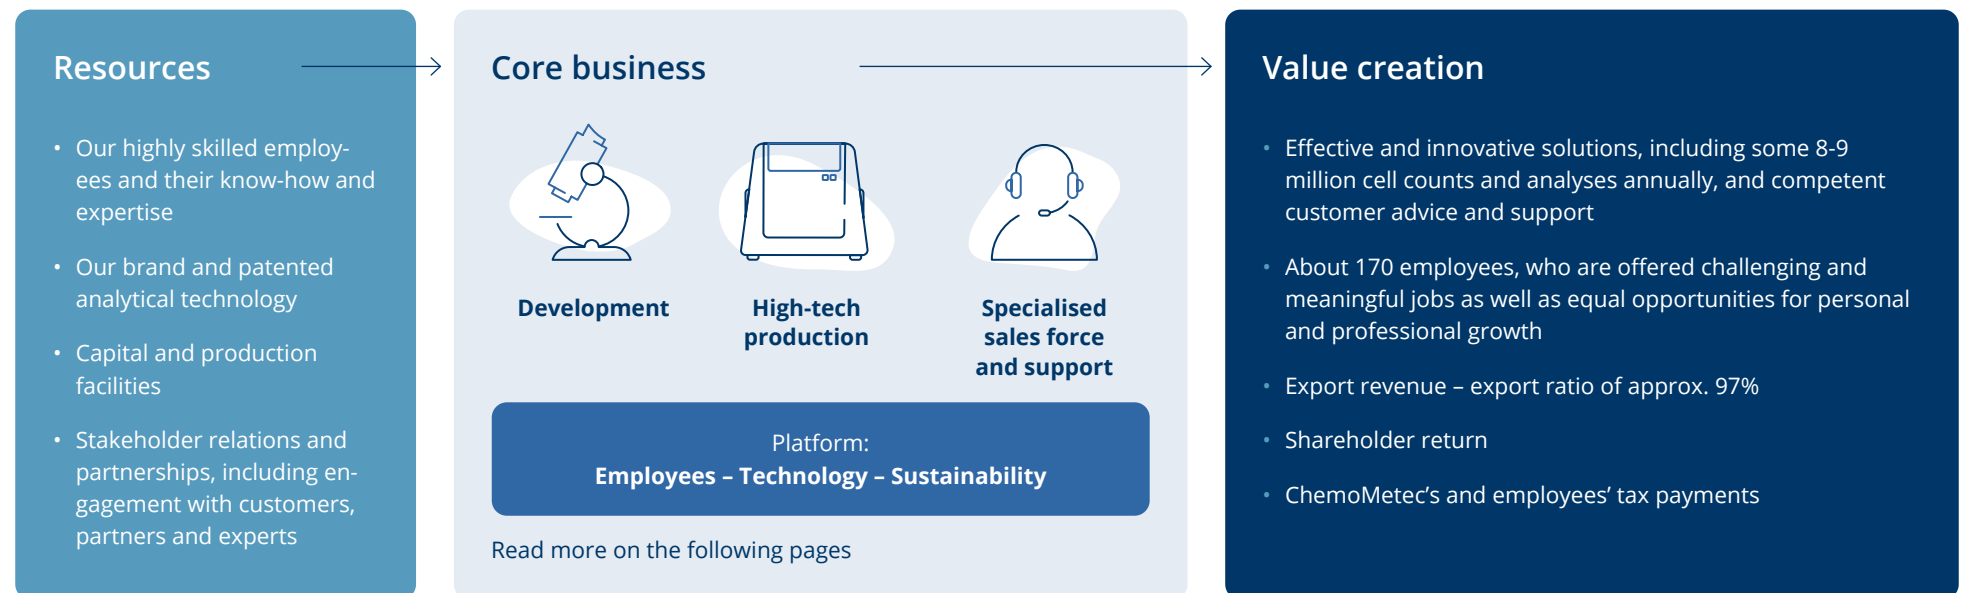 Resources
• Our highly skilled employ-
ees and their know-how and
expertise
• Our brand and patented
analytical technology
• Capital and production
facilities
• Stakeholder relations and
partnerships, including en-
gagement with customers,
partners and experts
Core business
Development
High-tech
production
Specialised
sales force
and support
Platform:
Employees – Technology – Sustainability
Read more on the following pages
Value creation
• Effective and innovative solutions, including some 8-9
million cell counts and analyses annually, and competent
customer advice and support
• About 170 employees, who are offered challenging and
meaningful jobs as well as equal opportunities for personal
and professional growth
• Export revenue – export ratio of approx. 97%
• Shareholder return
• ChemoMetec’s and employees’ tax payments